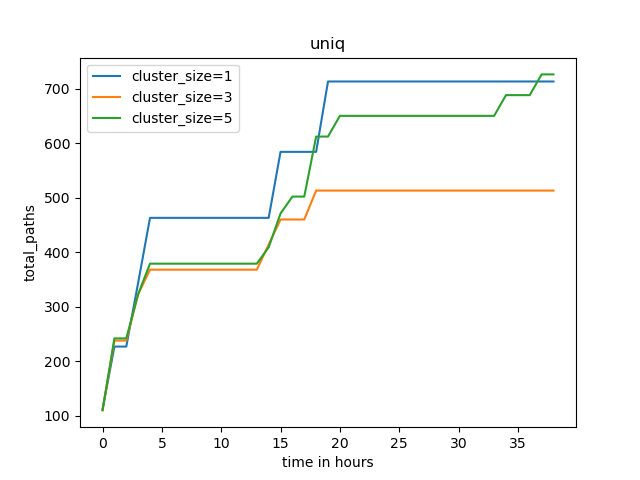 uniq
cluster_size=1
cluster_size=3
cluster_size=5
total_paths
700
600
500
400
300
200
100
0 5 10 15 20 25 30 35
time in hours